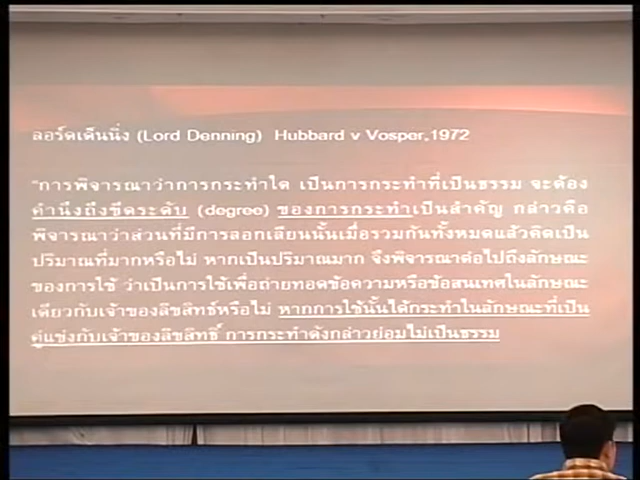 ลอร์ดเด็นนิ่ง (Lord Denning) Hubbard v Vosper,1972
"การพิจารณาว่าการกระทำใด เป็นการกระทำที่เป็นธรรม จะต้อง
คำนึงถึงขีดระดับ (degree) ของการกระทำเป็นสำคัญ กล่าวคือ
พิจารณาว่าส่วนที่มีการลอกเลียนนั้นเมื่อรวมกันทั้งหมดแล้วคิดเป็น
ปริมาณที่มากหรือไม่ หากเป็นปริมาณมาก จึงพิจารณาต่อไปถึงลักษณะ
ของการใช้ ว่าเป็นการใช้เพื่อถ่ายทอดข้อความหรือข้อสนเทศในลักษณะ
เดียวกับเจ้าของลิขสิทธ์หรือไม่ หากการใช้นั้นได้กระทำในลักษณะที่เป็น
คู่แข่งกับเจ้าของลิขสิทธิ์ การกระทำดังกล่าวย่อมไม่เป็นธรรม